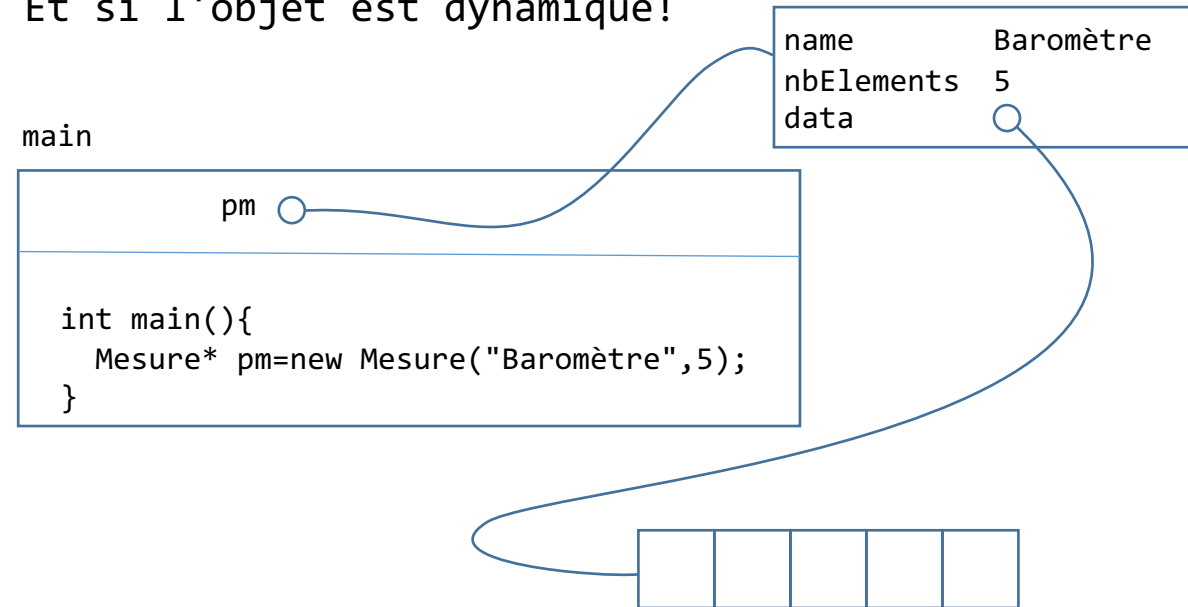 Et si l'objet est dynamique!
name Baromètre
nbElements 5
data
main
pm
int main(){
Mesure* pm=new Mesure("Baromètre",5);
}